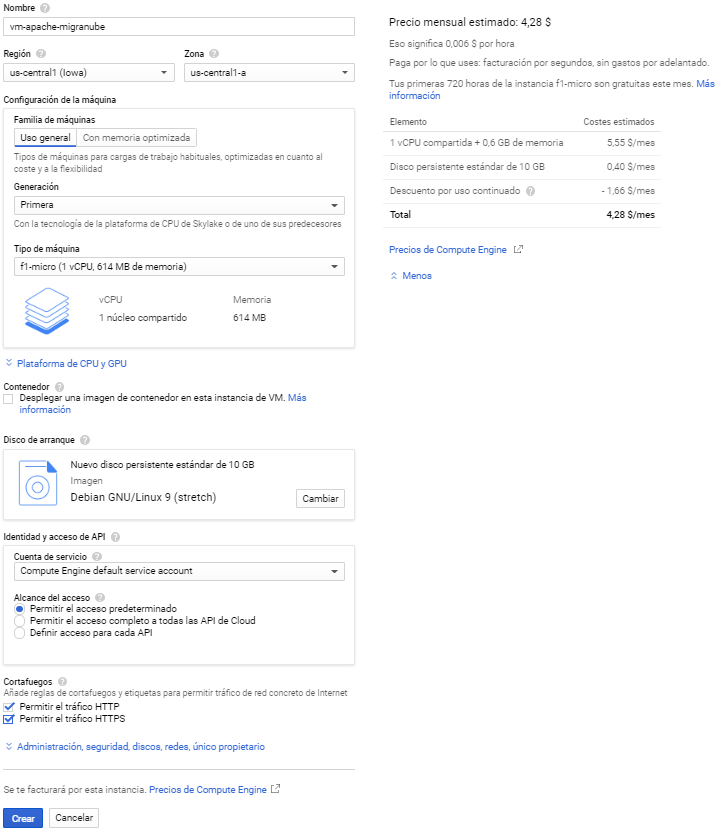 Nombre
vm-apache-migranube
Región
Zona
us-central1 (Iowa)
us-central1-a
Configuración de la máquina
Familia de máquinas
Uso general
Con memoria optimizada
Tipos de máquinas para cargas de trabajo habituales, optimizadas en cuanto al
coste y a la flexibilidad
Generación
Primera
Con la tecnología de la plataforma de CPU de Skylake o de uno de sus predecesores
Tipo de máquina
f1-micro (1 vCPU, 614 MB de memoria)
vCPU
Memoria
1 núcleo compartido
614 MB
Plataforma de CPU y GPU
Contenedor
Desplegar una imagen de contenedor en esta instancia de VM. Más
información
Disco de arranque
Nuevo disco persistente estándar de 10 GB
Imagen
Debian GNU/Linux 9 (stretch)
Cambiar
Identidad y acceso de API
Cuenta de servicio
Compute Engine default service account
Alcance del acceso
Permitir el acceso predeterminado
Permitir el acceso completo a todas las API de Cloud
Definir acceso para cada API
Cortafuegos
Añade reglas de cortafuegos y etiquetas para permitir tráfico de red concreto de Internet
Permitir el tráfico HTTP
Permitir el tráfico HTTPS
Administración, seguridad, discos, redes, único propietario
Se te facturará por esta instancia. Precios de Compute Engine
Crear
Cancelar
Precio mensual estimado: 4,28 $
Eso significa 0,006 $ por hora
Paga por lo que uses: facturación por segundos, sin gastos por adelantado.
Tus primeras 720 horas de la instancia f1-micro son gratuitas este mes. Más
información
Elemento
Costes estimados
1 vCPU compartida + 0,6 GB de memoria
5,55 $/mes
Disco persistente estándar de 10 GB
0,40 $/mes
Descuento por uso continuado
- 1,66 $/mes
Total
4,28 $/mes
Precios de Compute Engine
Menos